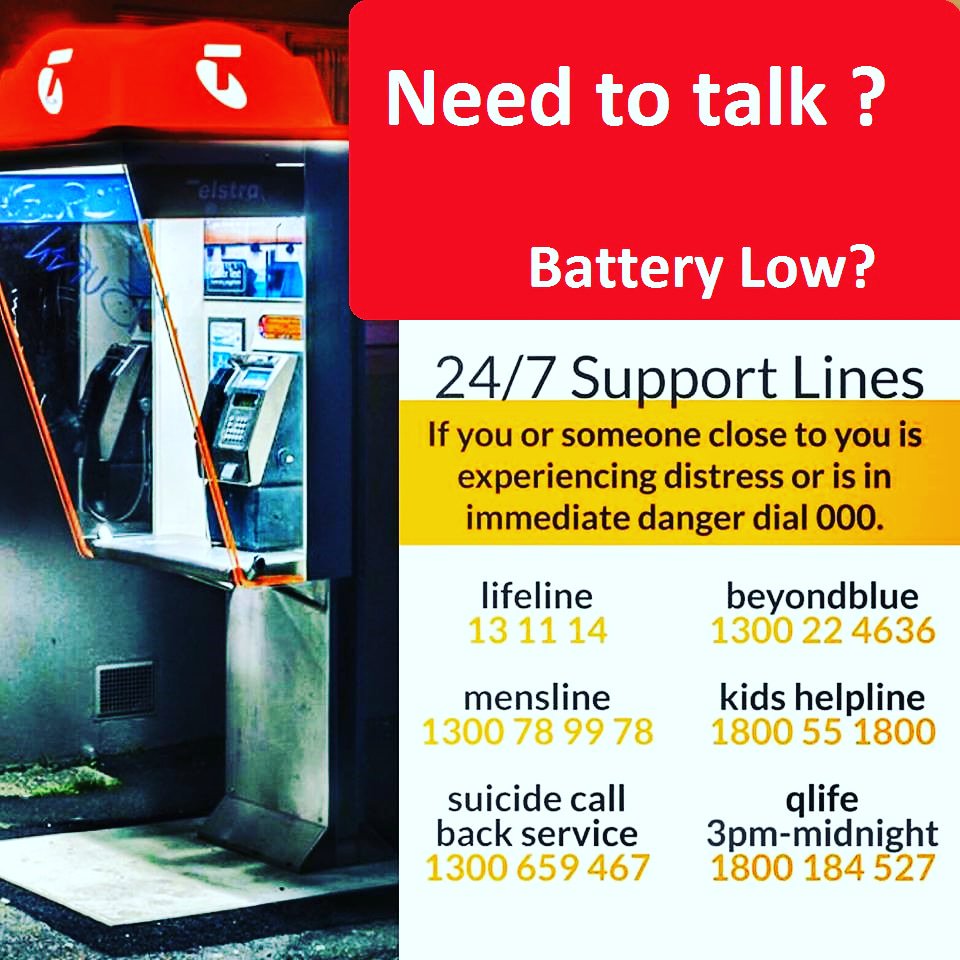 Need to talk ?
Battery Low?
elstra
24/7 Support Lines
If you or someone close to you is
experiencing distress or is in
immediate danger dial 000.
lifeline
13 11 14
beyondblue
1300 22 4636
mensline
1300 78 99 78
kids helpline
1800 55 1800
suicide call
back service
1300 659 467
qlife
3pm-midnight
1800 184 527